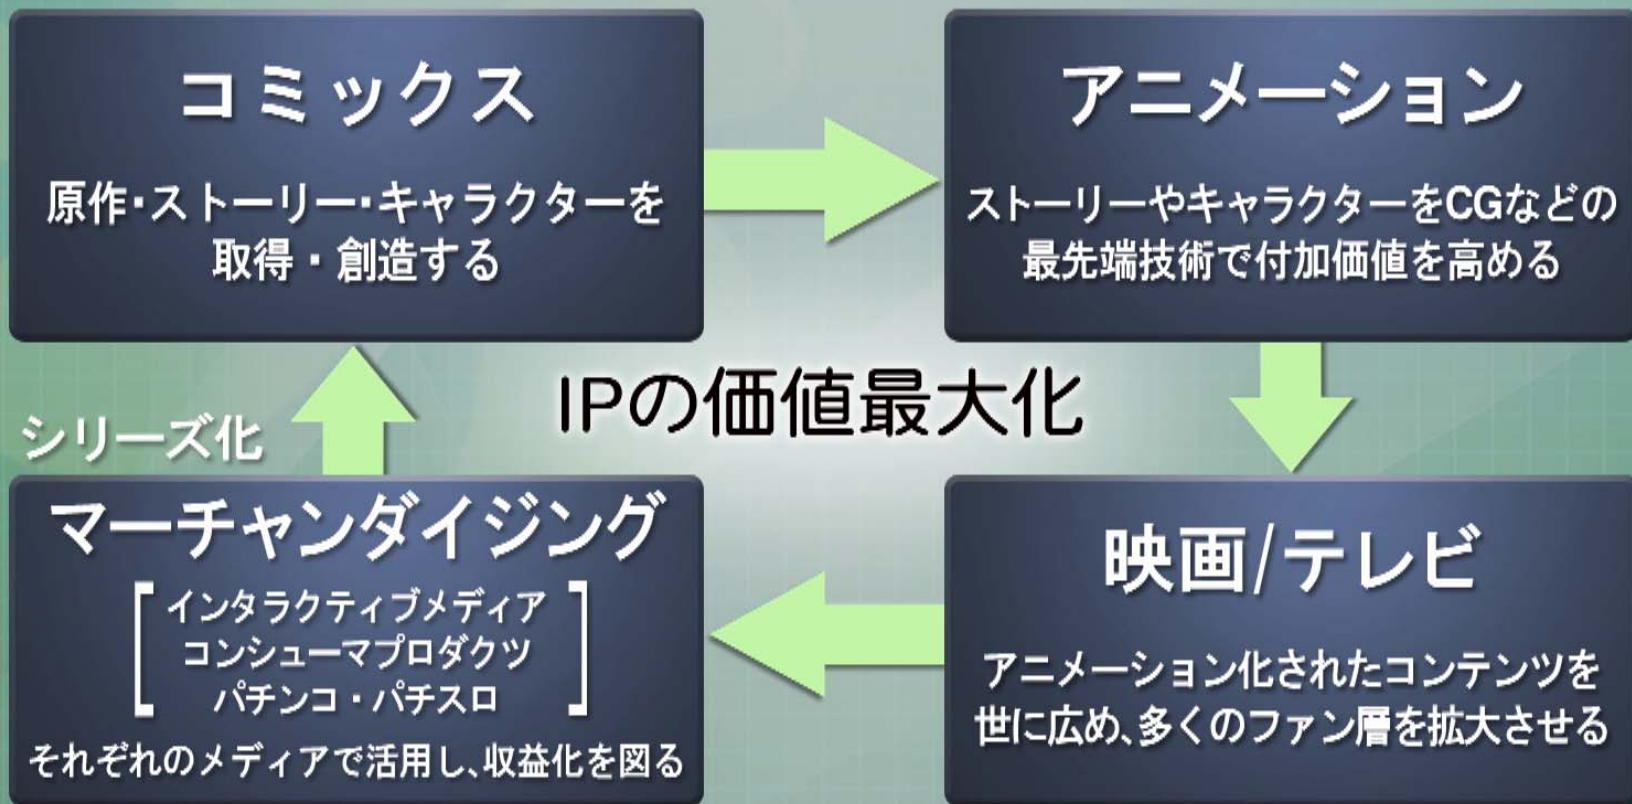 コミックス
原作・ストーリー・キャラクターを
取得・創造する
アニメーション
ストーリーやキャラクターをCGなどの
最先端技術で付加価値を高める
IPの価値最大化
シリーズ化
マーチャンダイジング
インタラクティブメディア
コンシューマプロダクツ
パチンコ・パチスロ
それぞれのメディアで活用し、収益化を図る
映画/テレビ
アニメーション化されたコンテンツを
世に広め、多くのファン層を拡大させる